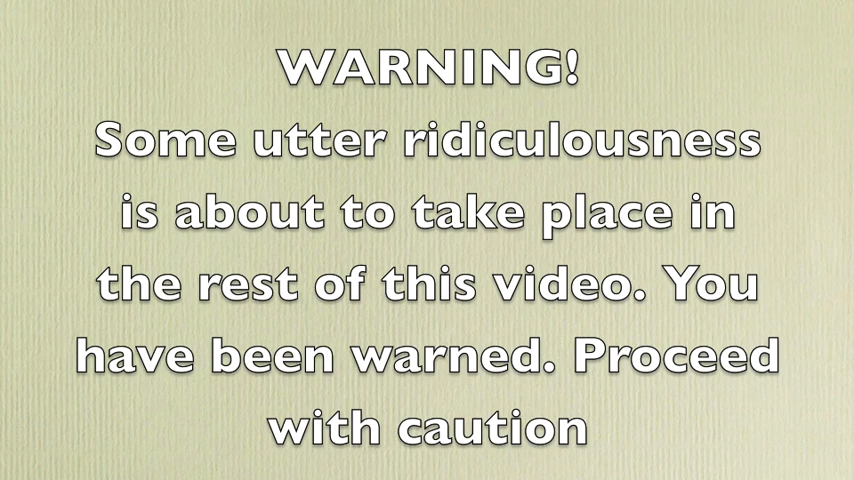 WARNING!
Some utter ridiculousness
is about to take place in
the rest of this video. You
have been warned. Proceed
with caution